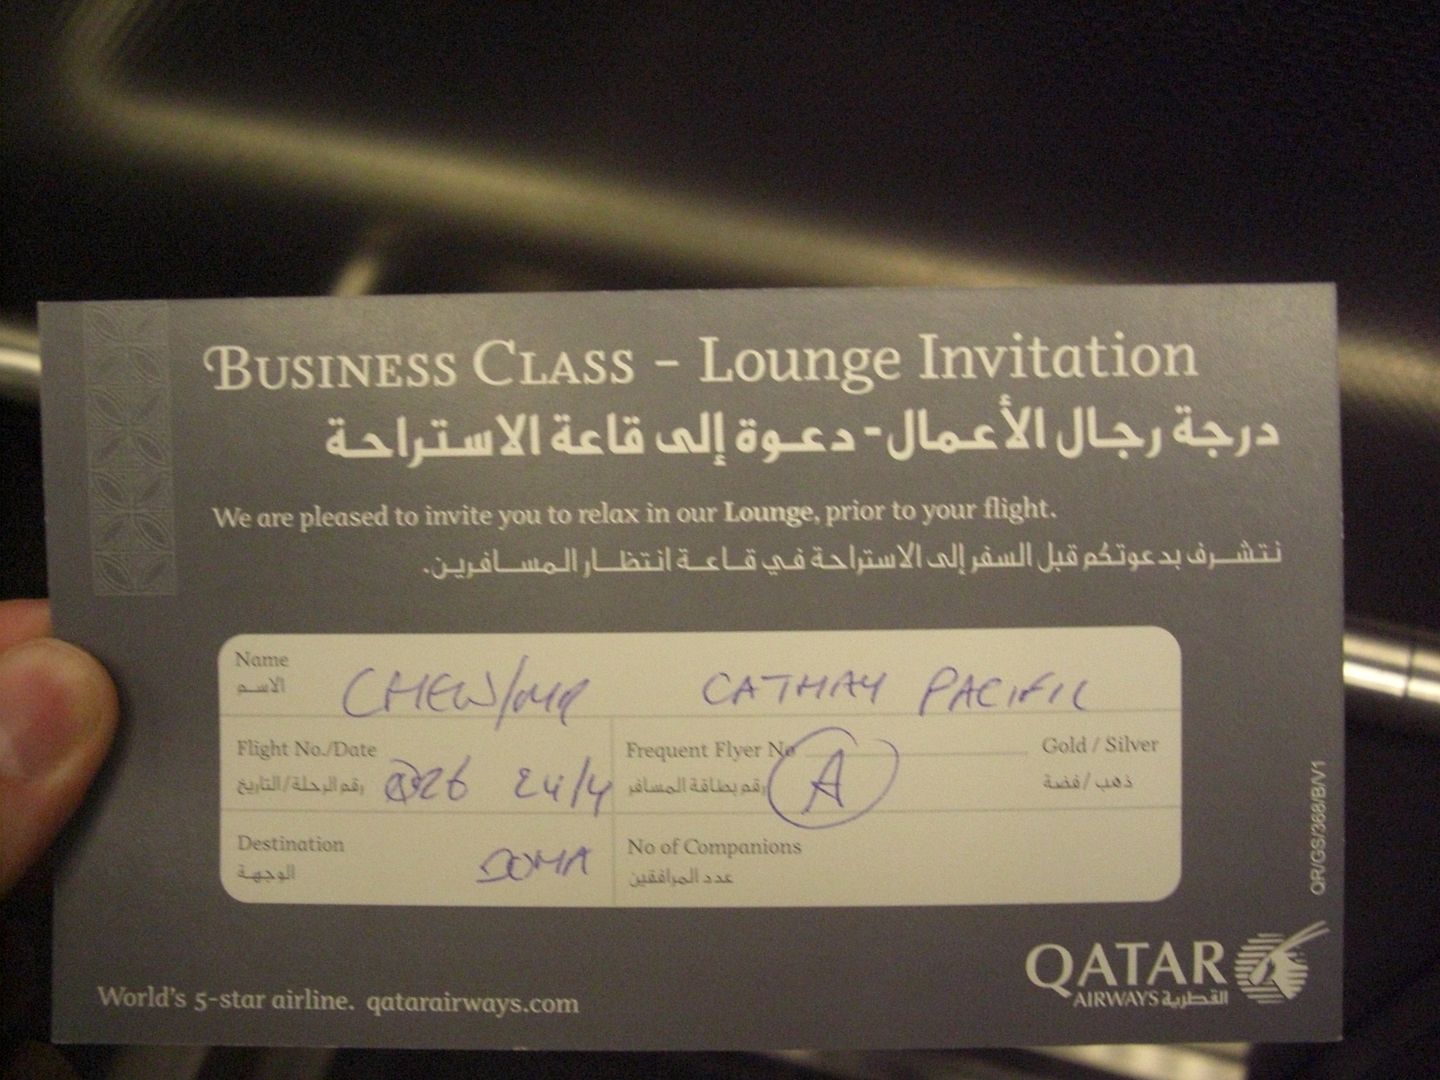 BUSINESS CLASS - Lounge Invitation
درجة رجال الأعمال - دعوة إلى قاعة الاستراحة
We are pleased to invite you to relax in our Lounge, prior to your flight.
نتشرف بدعوتكم قبل السفر إلى الاستراحة في قاعة انتظار المسافرين.
Name
الاسم
CHEW/MR CATHAY PACIFIC
Flight No./Date
رقم الرحلة/التاريخ
026 24/4
Frequent Flyer No
رقم بطاقة المسافر
A
Gold / Silver
ذهب / فضة
Destination
الوجهة
DOHA
No of Companions
عدد المرافقين
QR/GS/368/B/V1
World's 5-star airline. qatarairways.com
QATAR
AIRWAYS القطرية